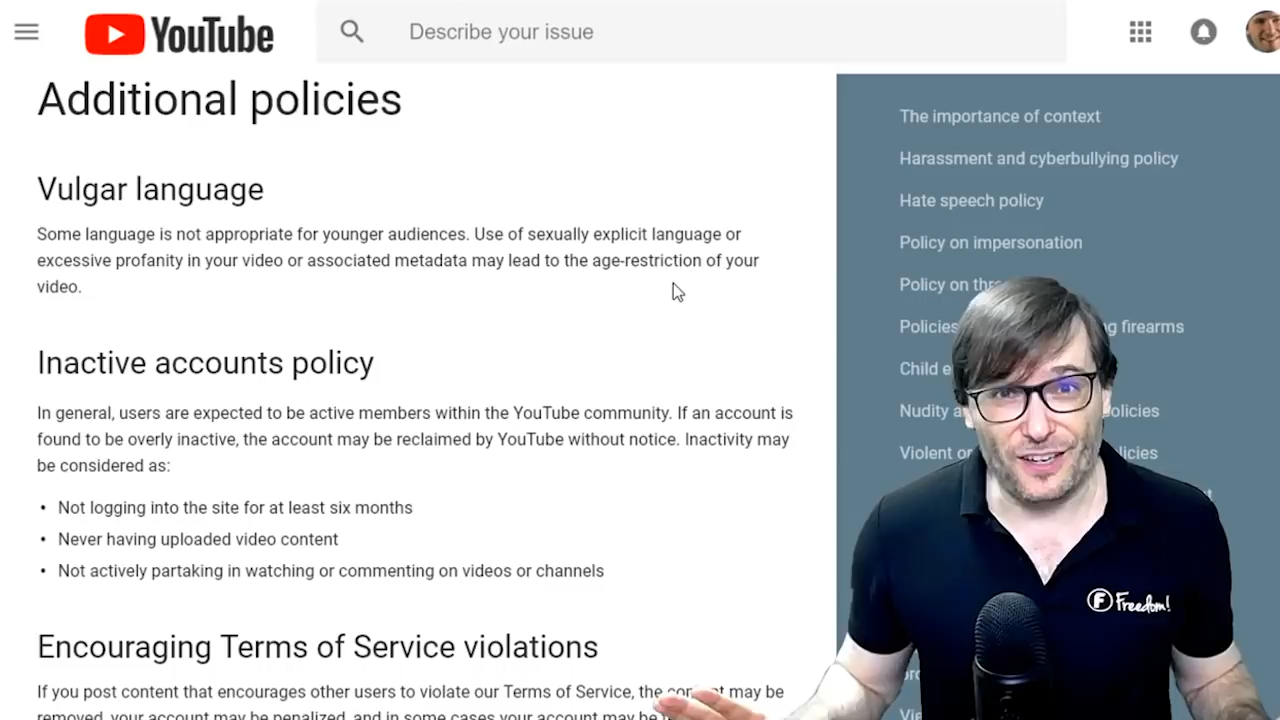 YouTube
Describe your issue
Additional policies
Vulgar language
Some language is not appropriate for younger audiences. Use of sexually explicit language or
excessive profanity in your video or associated metadata may lead to the age-restriction of your
video.
Inactive accounts policy
In general, users are expected to be active members within the YouTube community. If an account is
found to be overly inactive, the account may be reclaimed by YouTube without notice. Inactivity may
be considered as:
• Not logging into the site for at least six months
• Never having uploaded video content
• Not actively partaking in watching or commenting on videos or channels
Encouraging Terms of Service violations
If you post content that encourages other users to violate our Terms of Service, the may be
removed, your account may be penalized, and in some cases your account may be
The importance of context
Harassment and cyberbullying policy
Hate speech policy
Policy on impersonation
Policy on
Policies firearms
Child
Nudity
Violent
F Freedom!